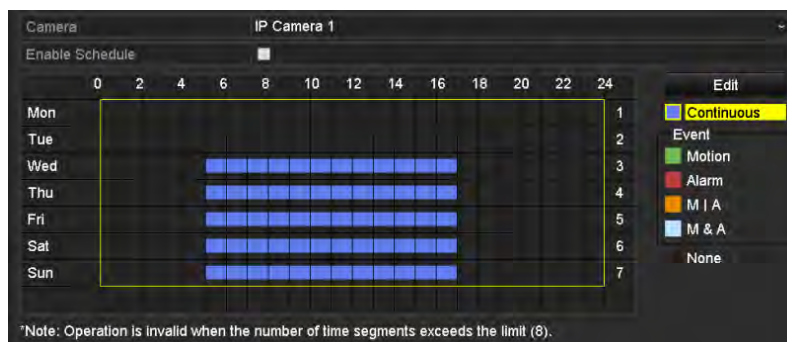 Camera IP Camera 1
Enable Schedule
0 2 4 6 8 10 12 14 16 18 20 22 24 Edit
Mon 1 Continuous
Tue 2 Event
Wed 3 Motion
Thu 4 Alarm
Fri 5 M | A
Sat 6 M & A
None
Sun 7
*Note: Operation is invalid when the number of time segments exceeds the limit (8).